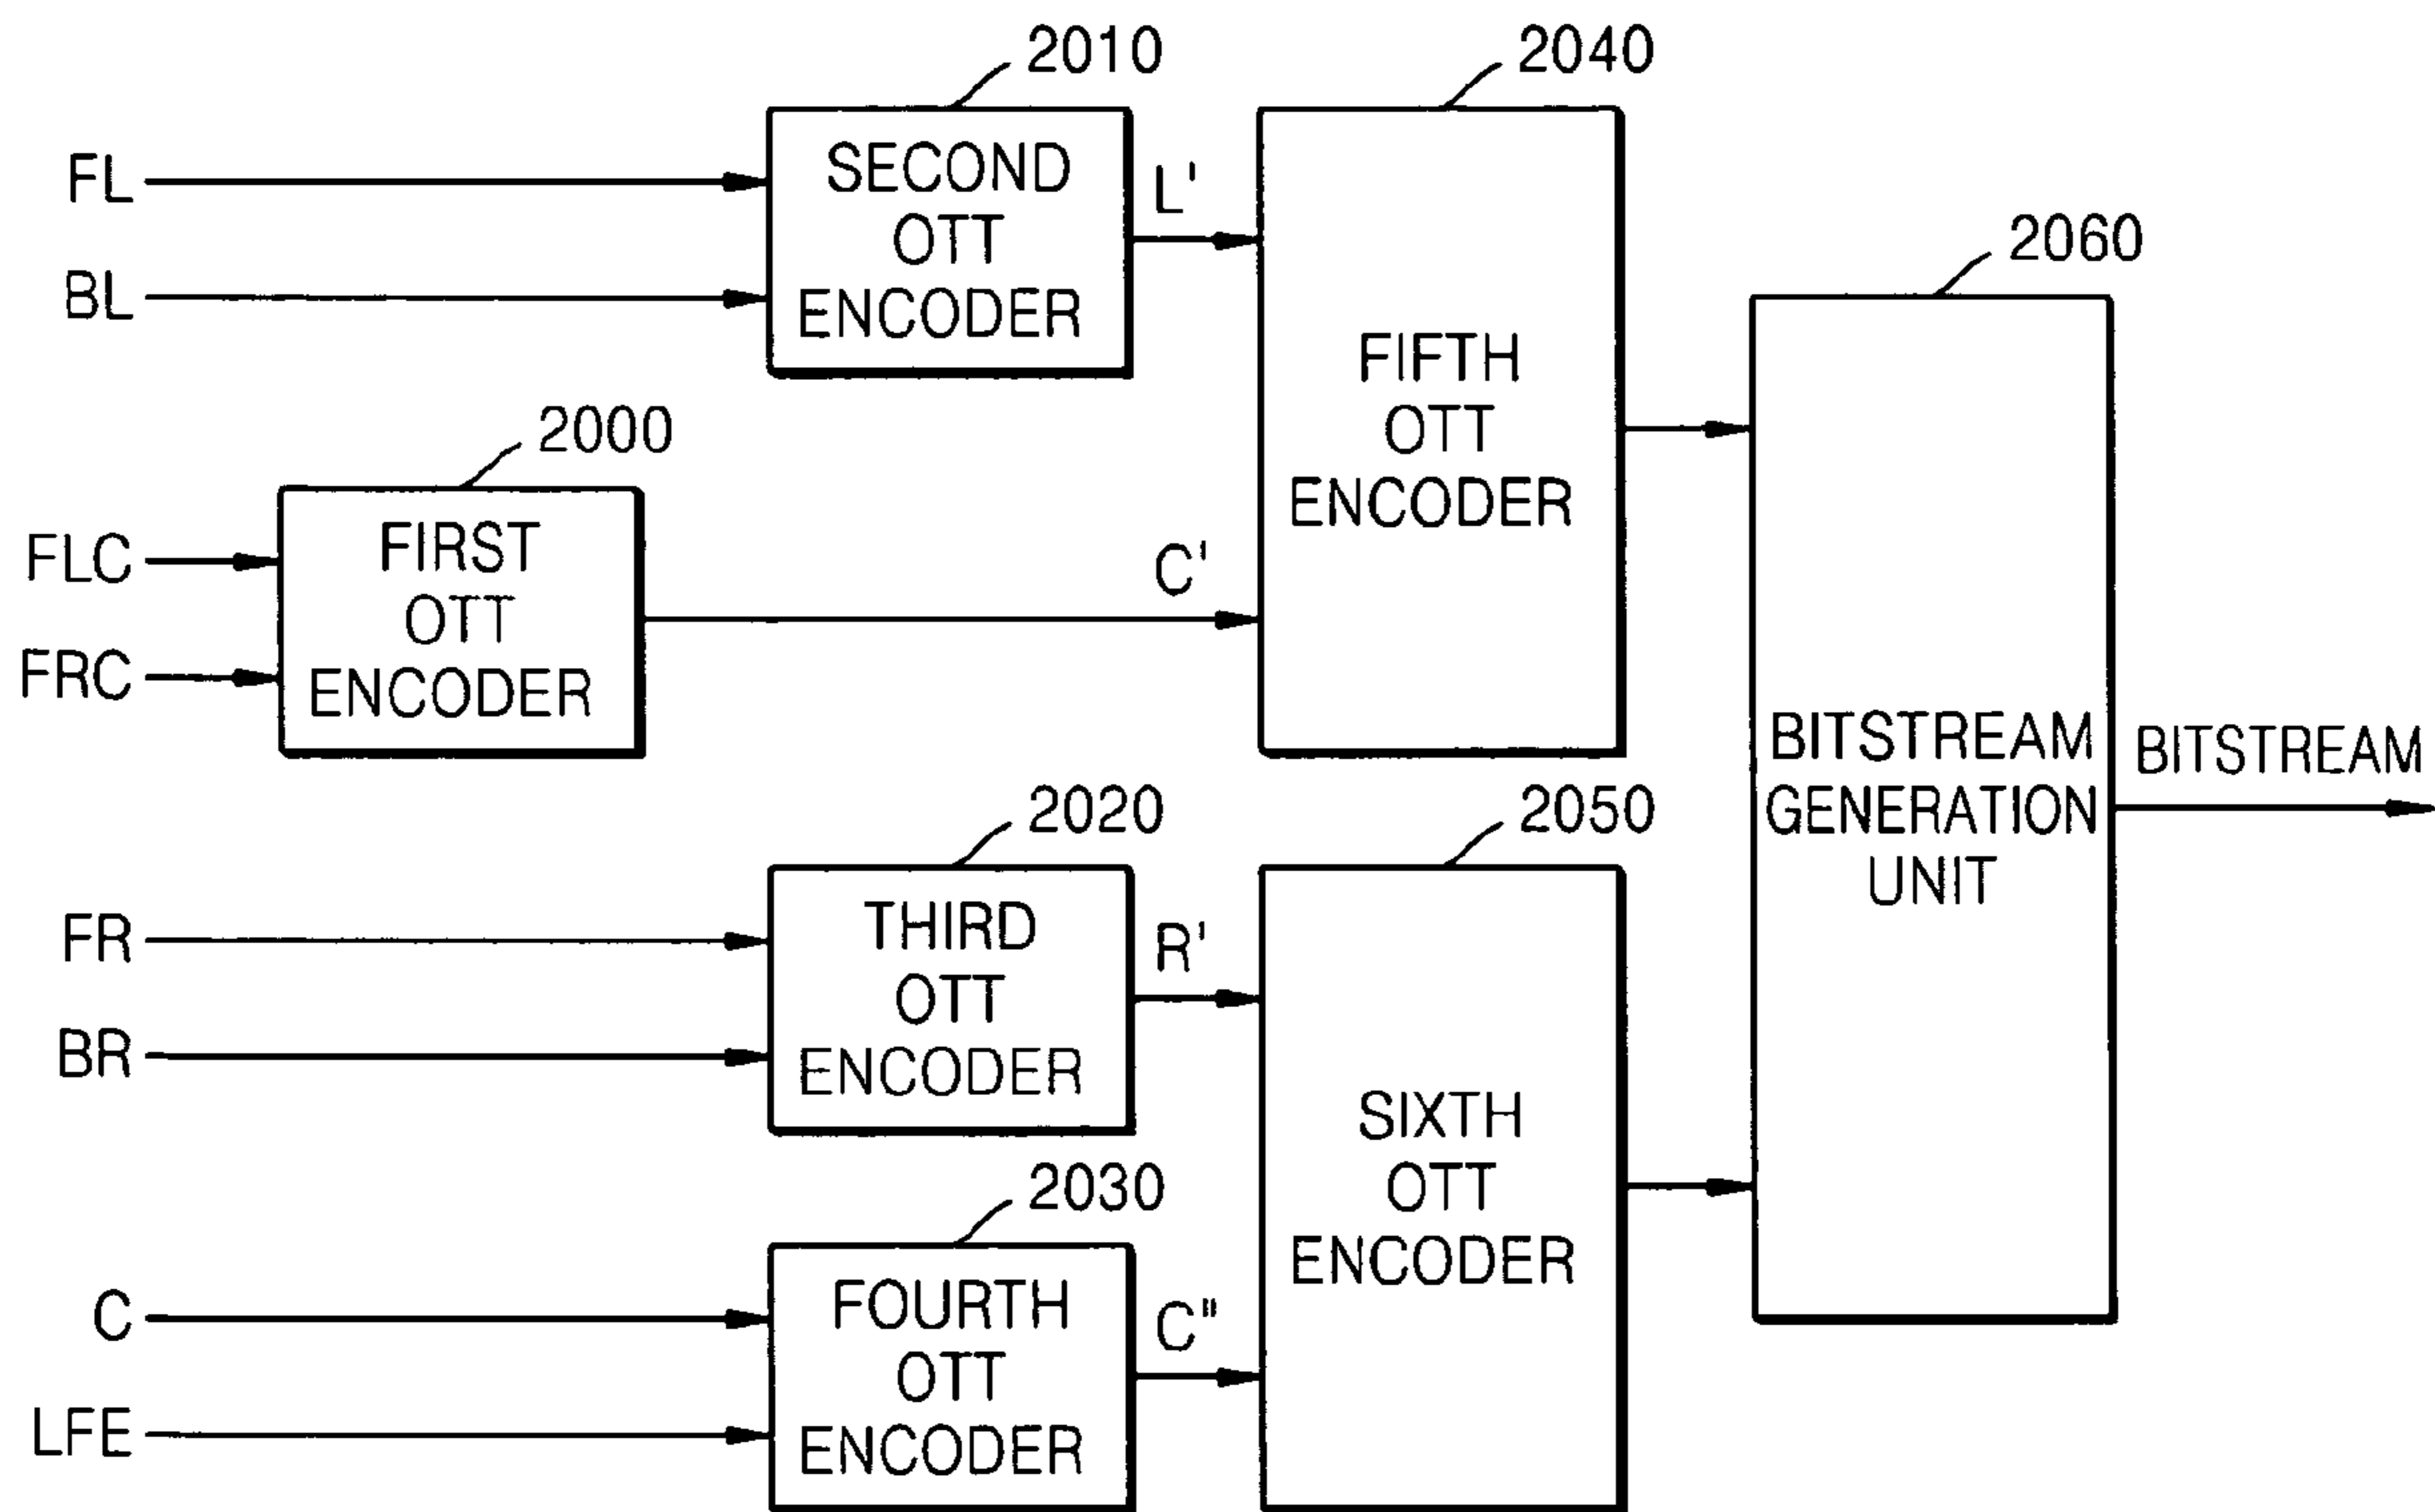 2010
2040
FL
SECOND
OTT
ENCODER
L'
2060
BL
FIFTH
OTT
ENCODER
2000
FLC
FIRST
OTT
ENCODER
C'
FRC
BITSTREAM
GENERATION
UNIT
BITSTREAM
2020
2050
FR
THIRD
OTT
ENCODER
R'
BR
SIXTH
OTT
ENCODER
2030
C
FOURTH
OTT
ENCODER
C"
LFE